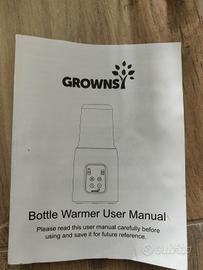 GROWNSY
Bottle Warmer User Manual
Please read this user manual carefully before
using and save it for future reference.
subito